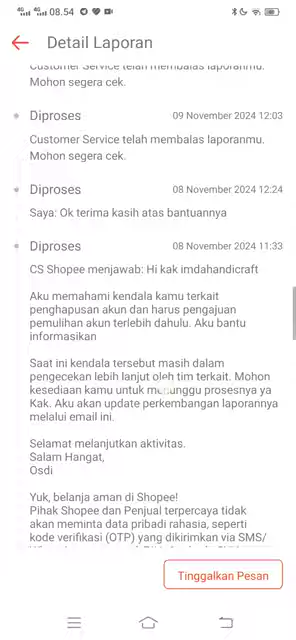 4G 4G 08.54
Detail Laporan
Customer Service telah membalas laporanmu.
Mohon segera cek.
Diproses 09 November 2024 12:03
Customer Service telah membalas laporanmu.
Mohon segera cek.
Diproses 08 November 2024 12:24
Saya: Ok terima kasih atas bantuannya
Diproses 08 November 2024 11:33
CS Shopee menjawab: Hi kak imdahandicraft
Aku memahami kendala kamu terkait
penghapusan akun dan harus pengajuan
pemulihan akun terlebih dahulu. Aku bantu
informasikan
Saat ini kendala tersebut masih dalam
pengecekan lebih lanjut oleh tim terkait. Mohon
kesediaan kamu untuk menunggu prosesnya ya
Kak. Aku akan update perkembangan laporannya
melalui email ini.
Selamat melanjutkan aktivitas.
Salam Hangat,
Osdi
Yuk, belanja aman di Shopee!
Pihak Shopee dan Penjual terpercaya tidak
akan meminta data pribadi rahasia, seperti
kode verifikasi (OTP) yang dikirimkan via SMS/
Tinggalkan Pesan